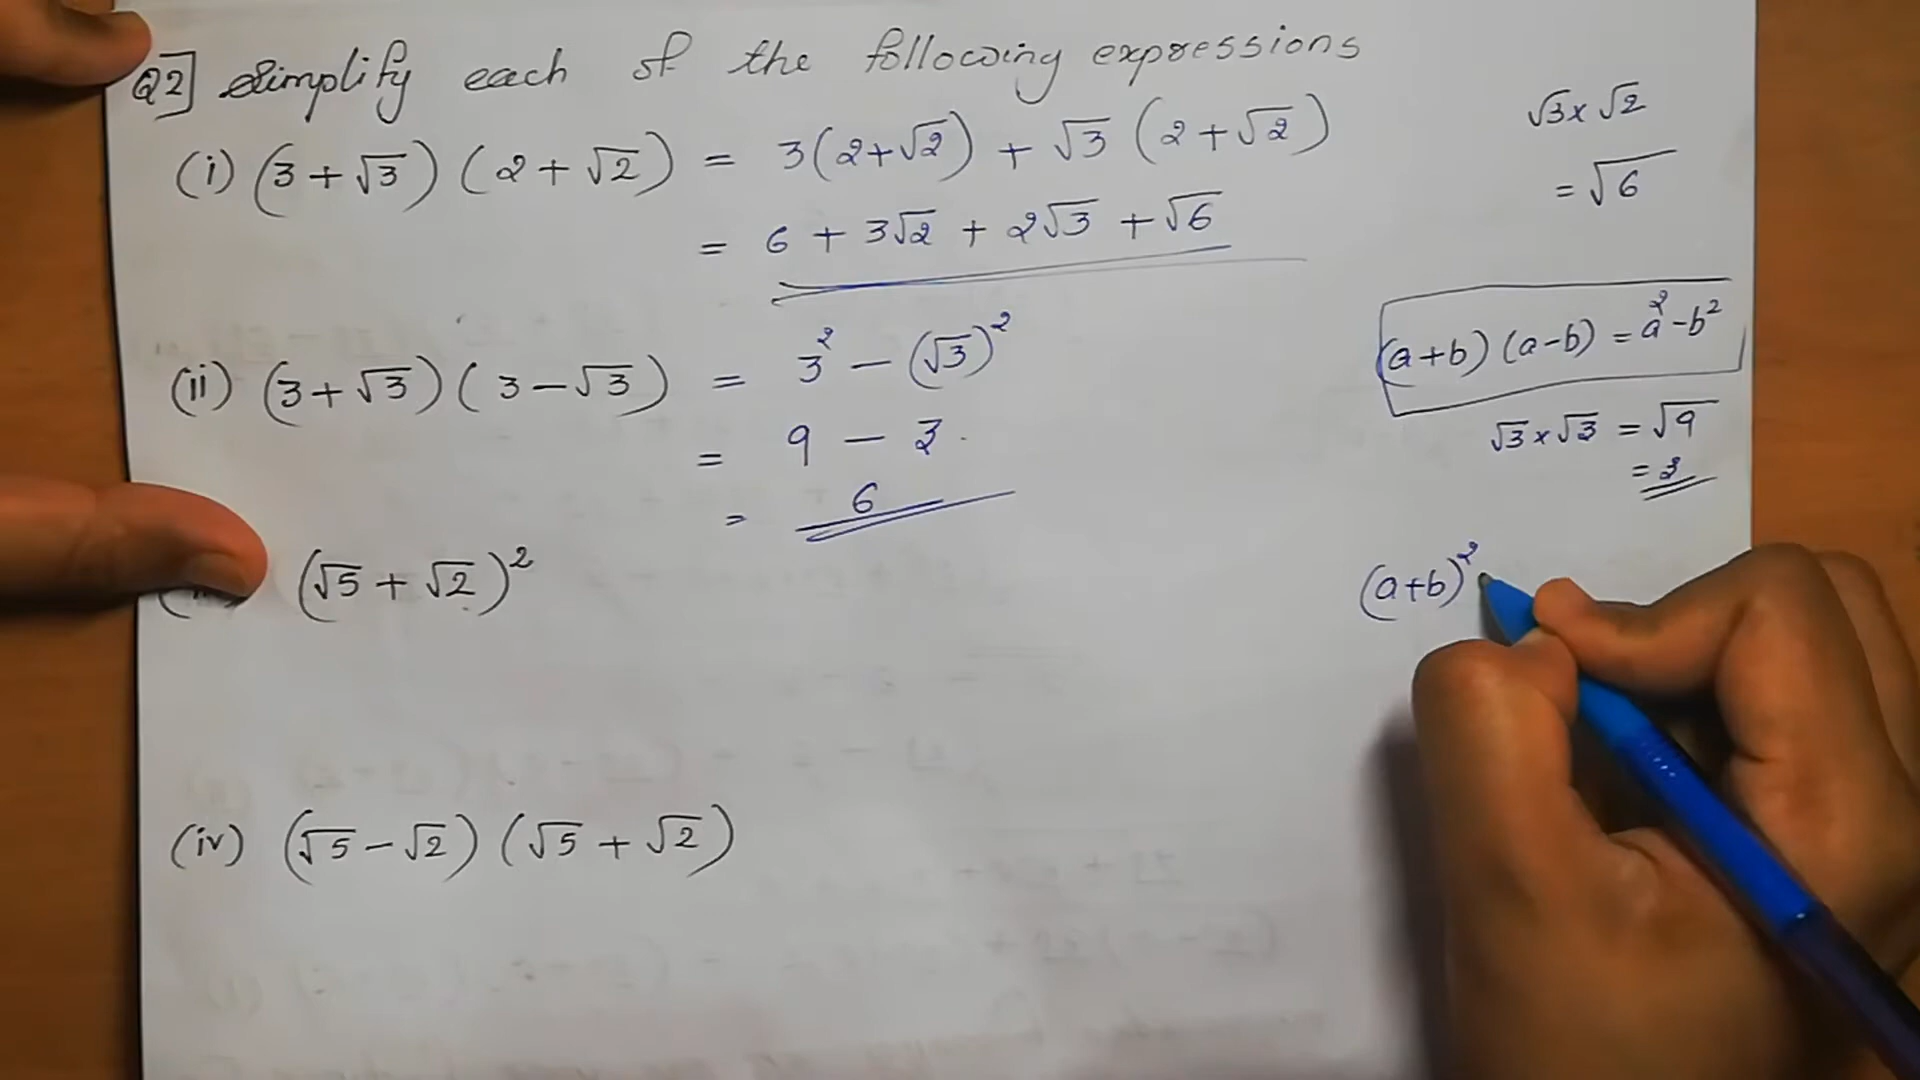 Q2] Simplify each of the following expressions
(i) (3 + √3) (2 + √2) = 3(2+√2) + √3 (2 + √2)
= 6 + 3√2 + 2√3 + √6
√3 x √2
= √6
(ii) (3 + √3) (3 - √3) = 3² - (√3)²
= 9 - 3
= 6
(a+b) (a-b) = a² - b²
√3 x √3 = √9
= 3
(√5 + √2)²
(a+b)²
(iv) (√5 - √2) (√5 + √2)